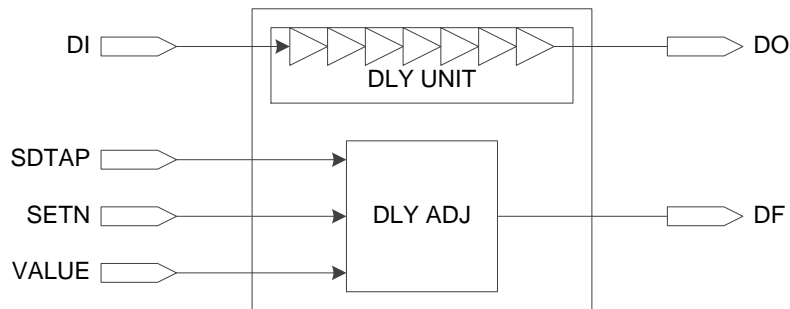 DI
DO
DLY UNIT
SDTAP
SETN
DLY ADJ
DF
VALUE